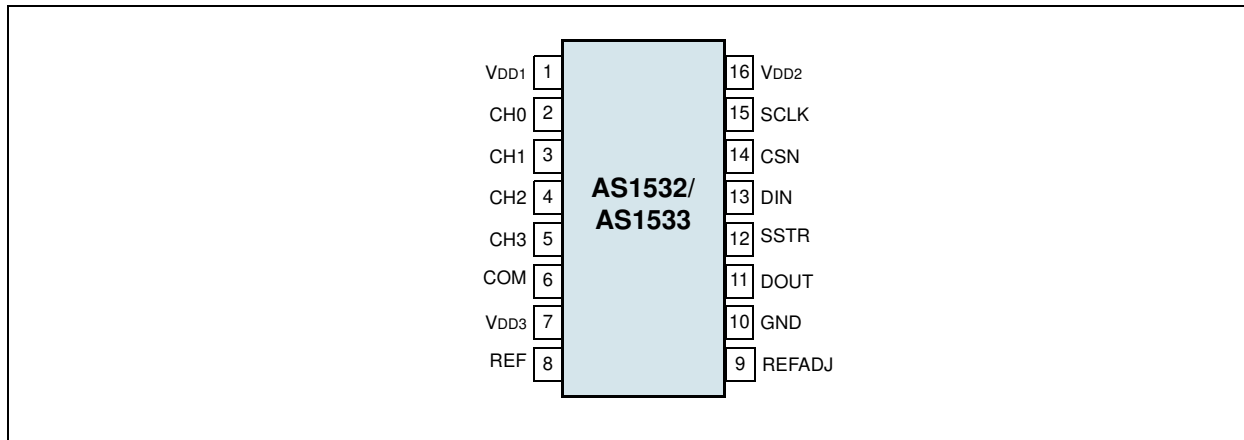 VDD1 1
CH0 2
CH1 3
CH2 4
CH3 5
COM 6
VDD3 7
REF 8
AS1532/
AS1533
16 VDD2
15 SCLK
14 CSN
13 DIN
12 SSTR
11 DOUT
10 GND
9 REFADJ